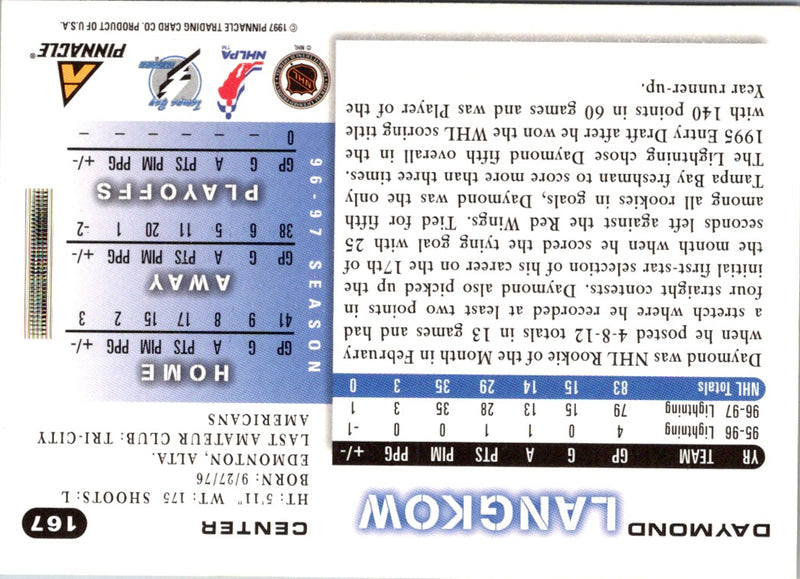 DAYMOND LANGKOW
CENTER 167
HT: 5'11" WT: 175 SHOOTS: L
BORN: 9/27/76
EDMONTON, ALTA.
LAST AMATEUR CLUB: TRI-CITY
AMERICANS
YR TEAM GP G A PTS PIM PPG +/-
95-96 Lightning 4 0 1 1 0 0 -1
96-97 Lightning 79 15 13 28 35 3 1
NHL Totals 83 15 14 29 35 3 0
Daymond was NHL Rookie of the Month in February
when he posted 4-8-12 totals in 13 games and had
a stretch where he recorded at least two points in
four straight contests. Daymond also picked up the
initial first-star selection of his career on the 17th of
the month when he scored the tying goal with 25
seconds left against the Red Wings. Tied for fifth
among all rookies in goals, Daymond was the only
Tampa Bay freshman to score more than three times.
The Lightning chose Daymond fifth overall in the
1995 Entry Draft after he won the WHL scoring title
with 140 points in 60 games and was Player of the
Year runner-up.
96-97 SEASON
HOME
GP G A PTS PIM PPG +/-
41 9 8 17 15 2 3
AWAY
GP G A PTS PIM PPG +/-
38 6 5 11 20 1 -2
PLAYOFFS
GP G A PTS PIM PPG +/-
0 – – – – – –
NHL
© NHL
NHLPA™
Tampa Bay
LIGHTNING
PINNACLE
© 1997 PINNACLE TRADING CARD CO. PRODUCT OF U.S.A.